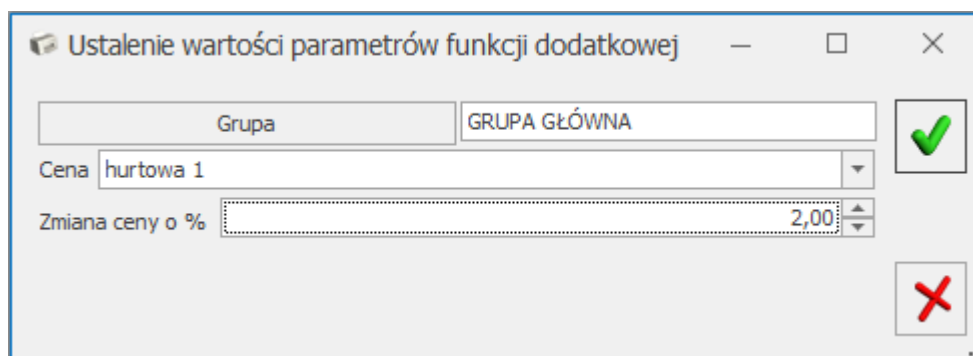 Ustalenie wartości parametrów funkcji dodatkowej
Grupa GRUPA GŁÓWNA
Cena hurtowa 1
Zmiana ceny o % 2,00